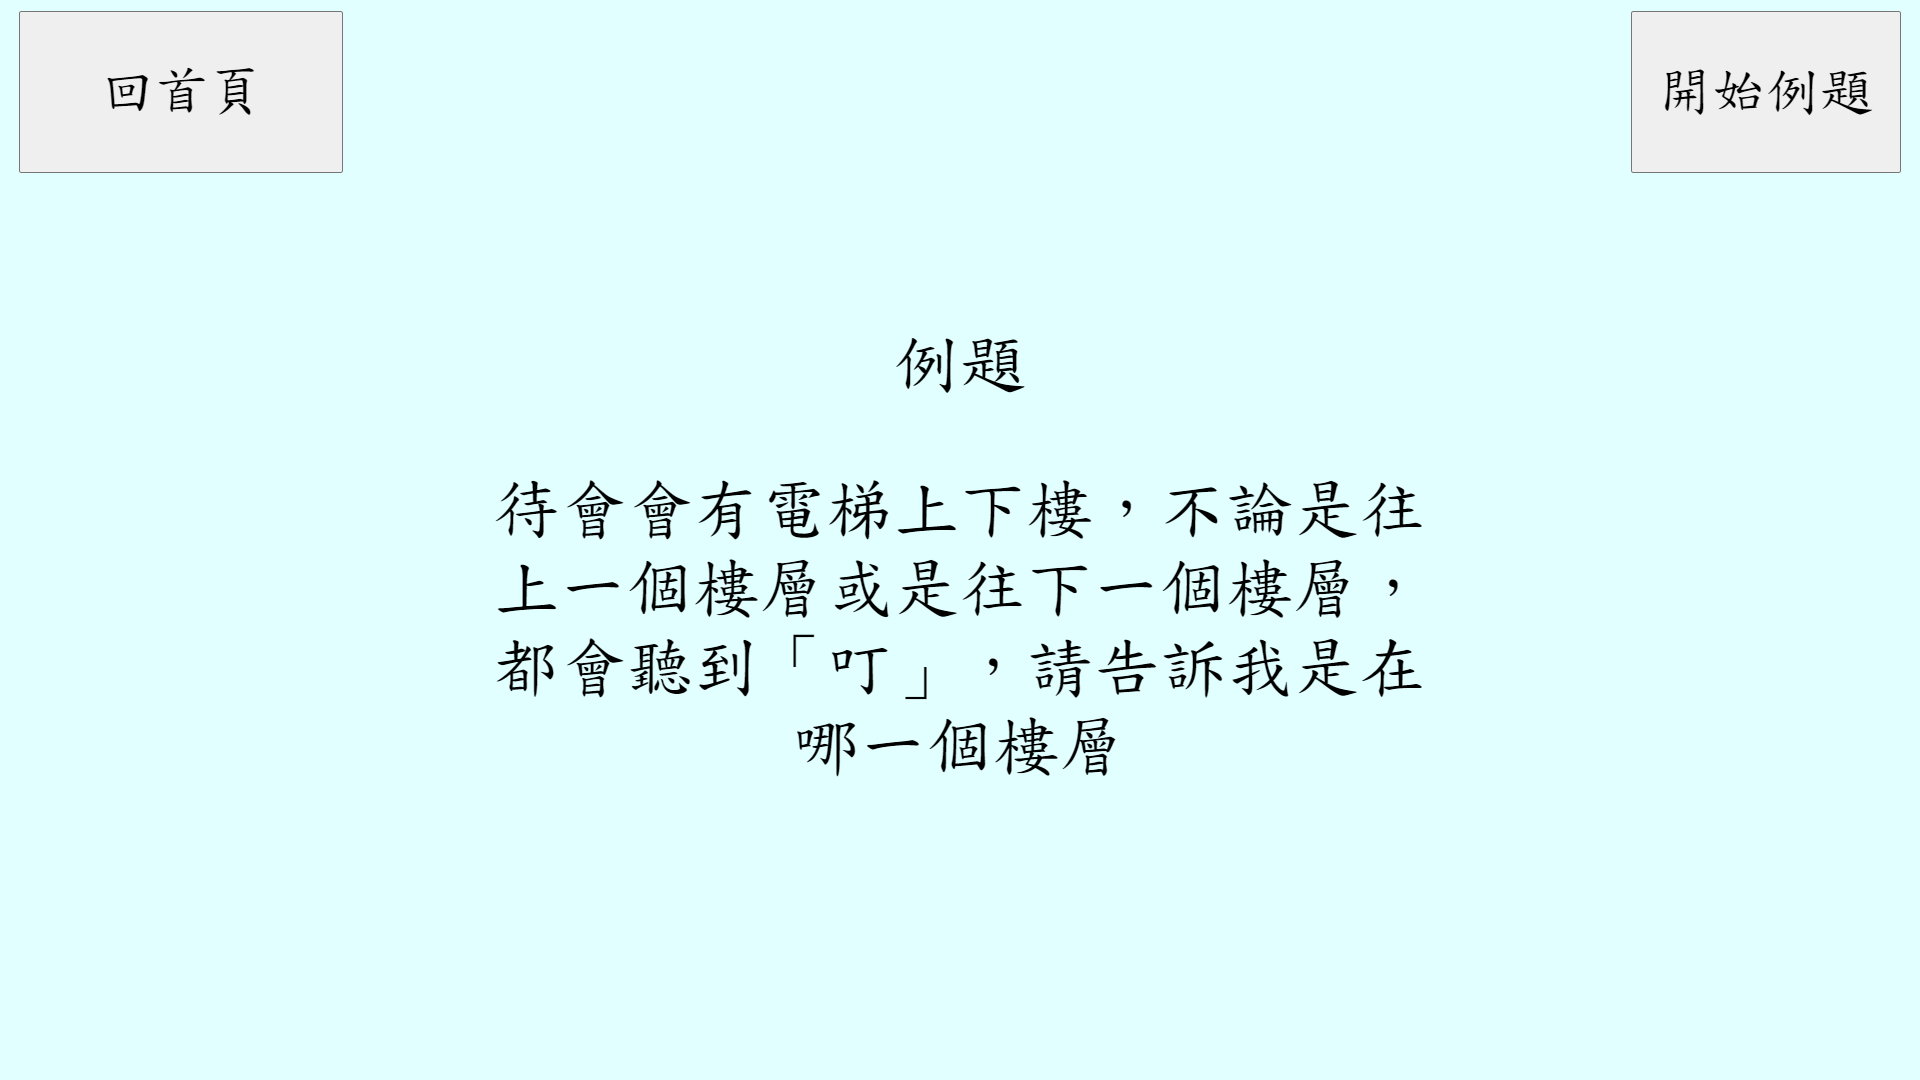 回首頁
開始例題
例題
待會會有電梯上下樓，不論是往
上一個樓層或是往下一個樓層，
都會聽到「叮」，請告訴我是在
哪一個樓層